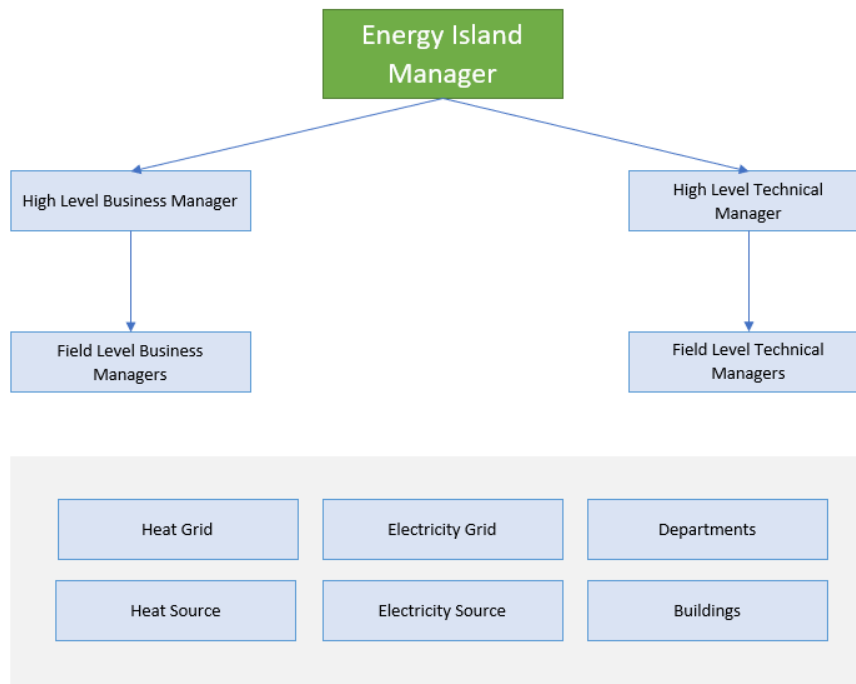 Energy Island
Manager
High Level Business Manager
High Level Technical
Manager
Field Level Business
Managers
Field Level Technical
Managers
Heat Grid
Electricity Grid
Departments
Heat Source
Electricity Source
Buildings